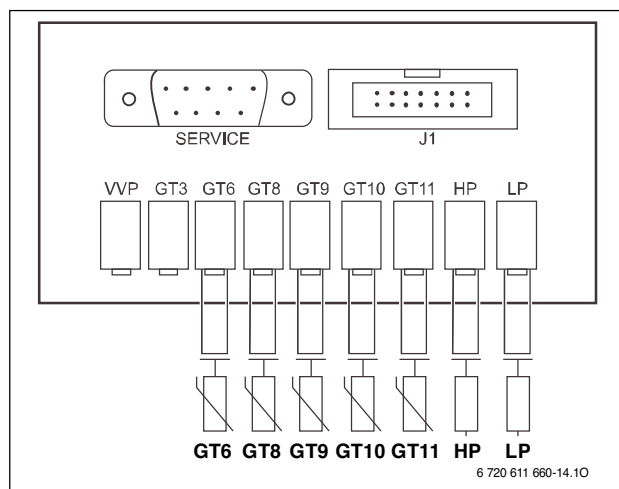 SERVICE
J1
VVP GT3 GT6 GT8 GT9 GT10 GT11 HP LP
GT6 GT8 GT9 GT10 GT11 HP LP
6 720 611 660-14.1O